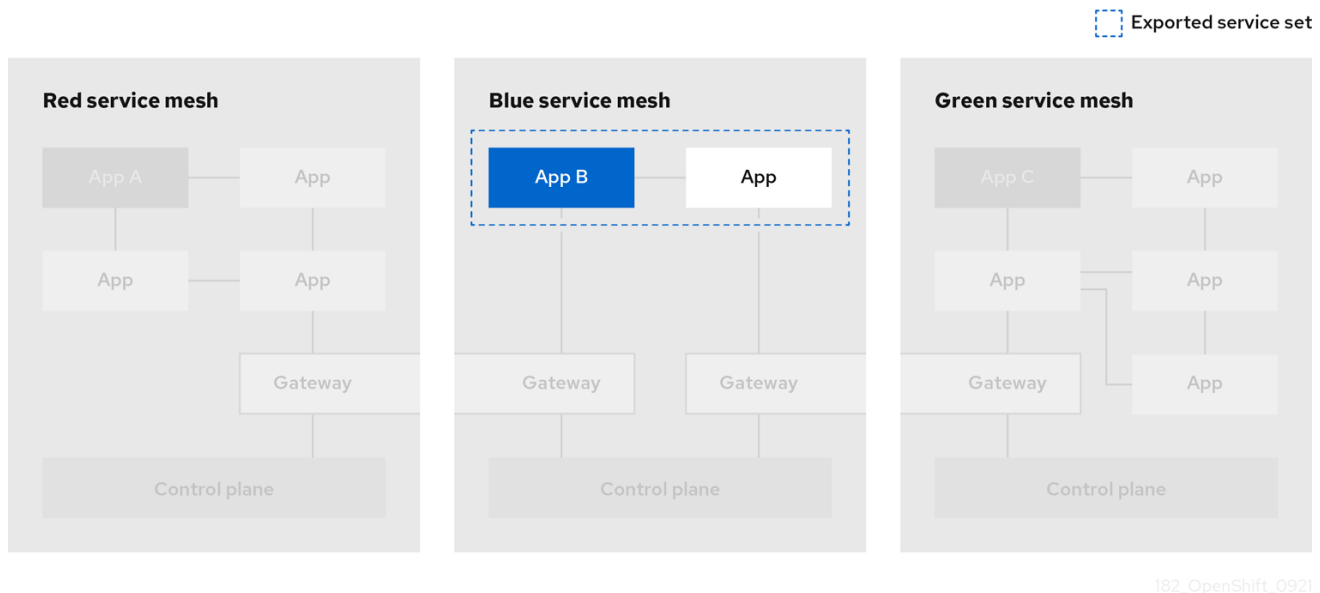 Exported service set
Red service mesh
App A
App
App
App
Gateway
Control plane
Blue service mesh
App B
App
Gateway
Gateway
Control plane
Green service mesh
App C
App
App
App
Gateway
App
Control plane
182_OpenShift_0921